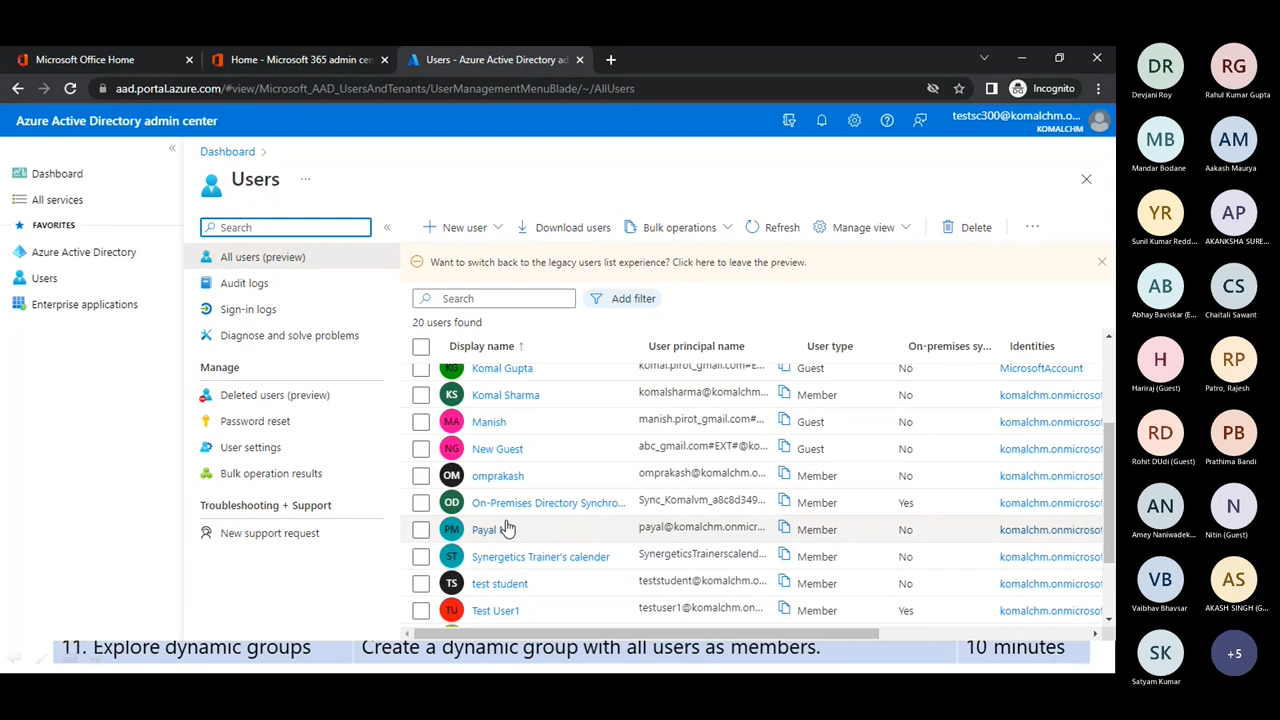 Microsoft Office Home
Home - Microsoft 365 admin cen
Users - Azure Active Directory ad
aad.portal.azure.com/#view/Microsoft_AAD_UsersAndTenants/UserManagementMenuBlade/~/AllUsers
Incognito
Azure Active Directory admin center
testsc300@komalchm.o...
KOMALCHM
Dashboard
All services
FAVORITES
Azure Active Directory
Users
Enterprise applications
Dashboard >
Users ...
Search
All users (preview)
Audit logs
Sign-in logs
Diagnose and solve problems
Manage
Deleted users (preview)
Password reset
User settings
Bulk operation results
Troubleshooting + Support
New support request
New user
Download users
Bulk operations
Refresh
Manage view
Delete
...
Want to switch back to the legacy users list experience? Click here to leave the preview.
Search
Add filter
20 users found
Display name ↑ User principal name User type On-premises sy... Identities
KG Komal Gupta komal.pirot_gmail.com#E... Guest No MicrosoftAccount
KS Komal Sharma komalsharma@komalchm... Member No komalchm.onmicrosof
MA Manish manish.pirot_gmail.com#... Guest No komalchm.onmicrosof
NG New Guest abc_gmail.com#EXT#@ko... Guest No komalchm.onmicrosof
OM omprakash omprakash@komalchm.o... Member No komalchm.onmicrosof
OD On-Premises Directory Synchro... Sync_Komalvm_a8c8d349... Member Yes komalchm.onmicrosof
PM Payal payal@komalchm.onmicr... Member No komalchm.onmicrosof
ST Synergetics Trainer's calender SynergeticsTrainerscalend... Member No komalchm.onmicrosof
TS test student teststudent@komalchm.o... Member No komalchm.onmicrosof
TU Test User1 testuser1@komalchm.on... Member Yes komalchm.onmicrosof
11. Explore dynamic groups Create a dynamic group with all users as members. 10 minutes
DR RG
Devjani Roy Rahul Kumar Gupta
MB AM
Mandar Bodane Aakash Maurya
YR AP
Sunil Kumar Redd... AKANKSHA SURE...
AB CS
Abhay Baviskar (E... Chaitali Sawant
H RP
Hariraj (Guest) Patro, Rajesh
RD PB
Rohit DUdi (Guest) Prathima Bandi
AN N
Amey Naniwadek... Nitin (Guest)
VB AS
Vaibhav Bhavsar AKASH SINGH (G...
SK +5
Satyam Kumar